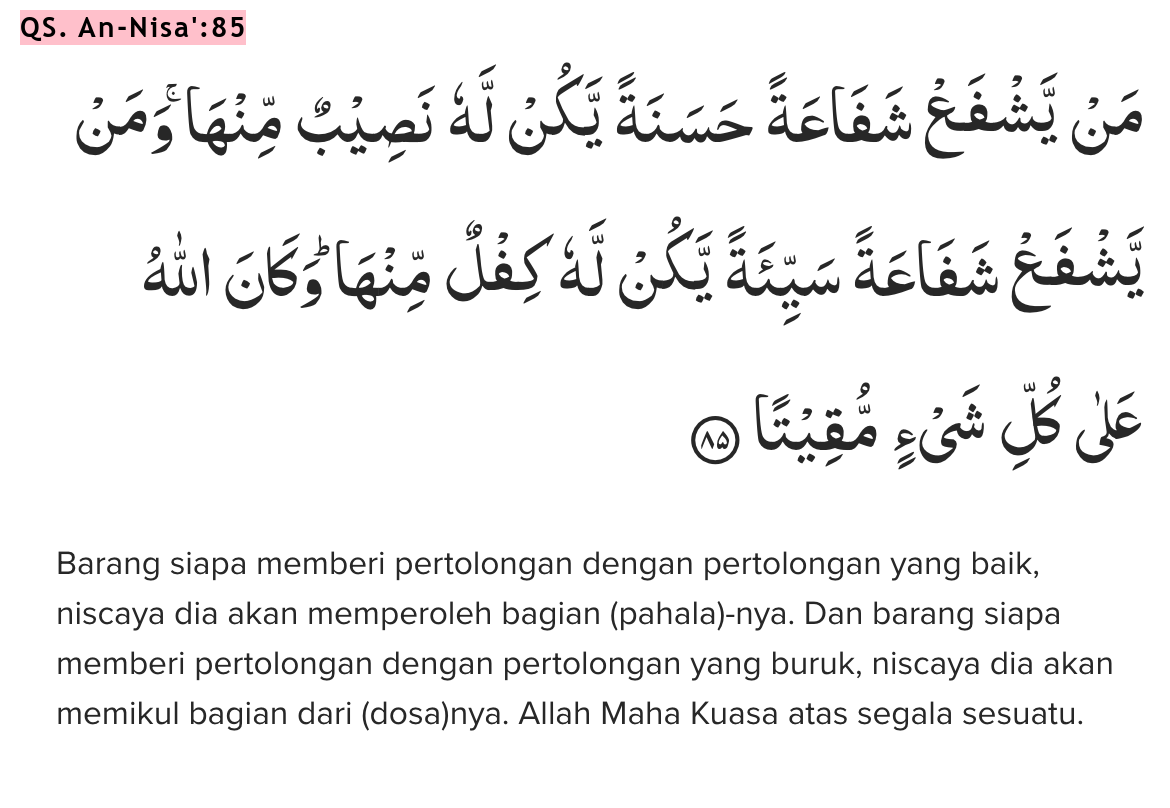 QS. An-Nisa':85
مَنْ يَّشْفَعْ شَفَاعَةً حَسَنَةً يَّكُنْ لَّهٗ نَصِيْبٌ مِّنْهَا ۚوَمَنْ
يَّشْفَعْ شَفَاعَةً سَيِّئَةً يَّكُنْ لَّهٗ كِفْلٌ مِّنْهَا ۗوَكَانَ اللّٰهُ
عَلٰى كُلِّ شَيْءٍ مُّقِيْتًا ۝٨٥
Barang siapa memberi pertolongan dengan pertolongan yang baik,
niscaya dia akan memperoleh bagian (pahala)-nya. Dan barang siapa
memberi pertolongan dengan pertolongan yang buruk, niscaya dia akan
memikul bagian dari (dosa)nya. Allah Maha Kuasa atas segala sesuatu.